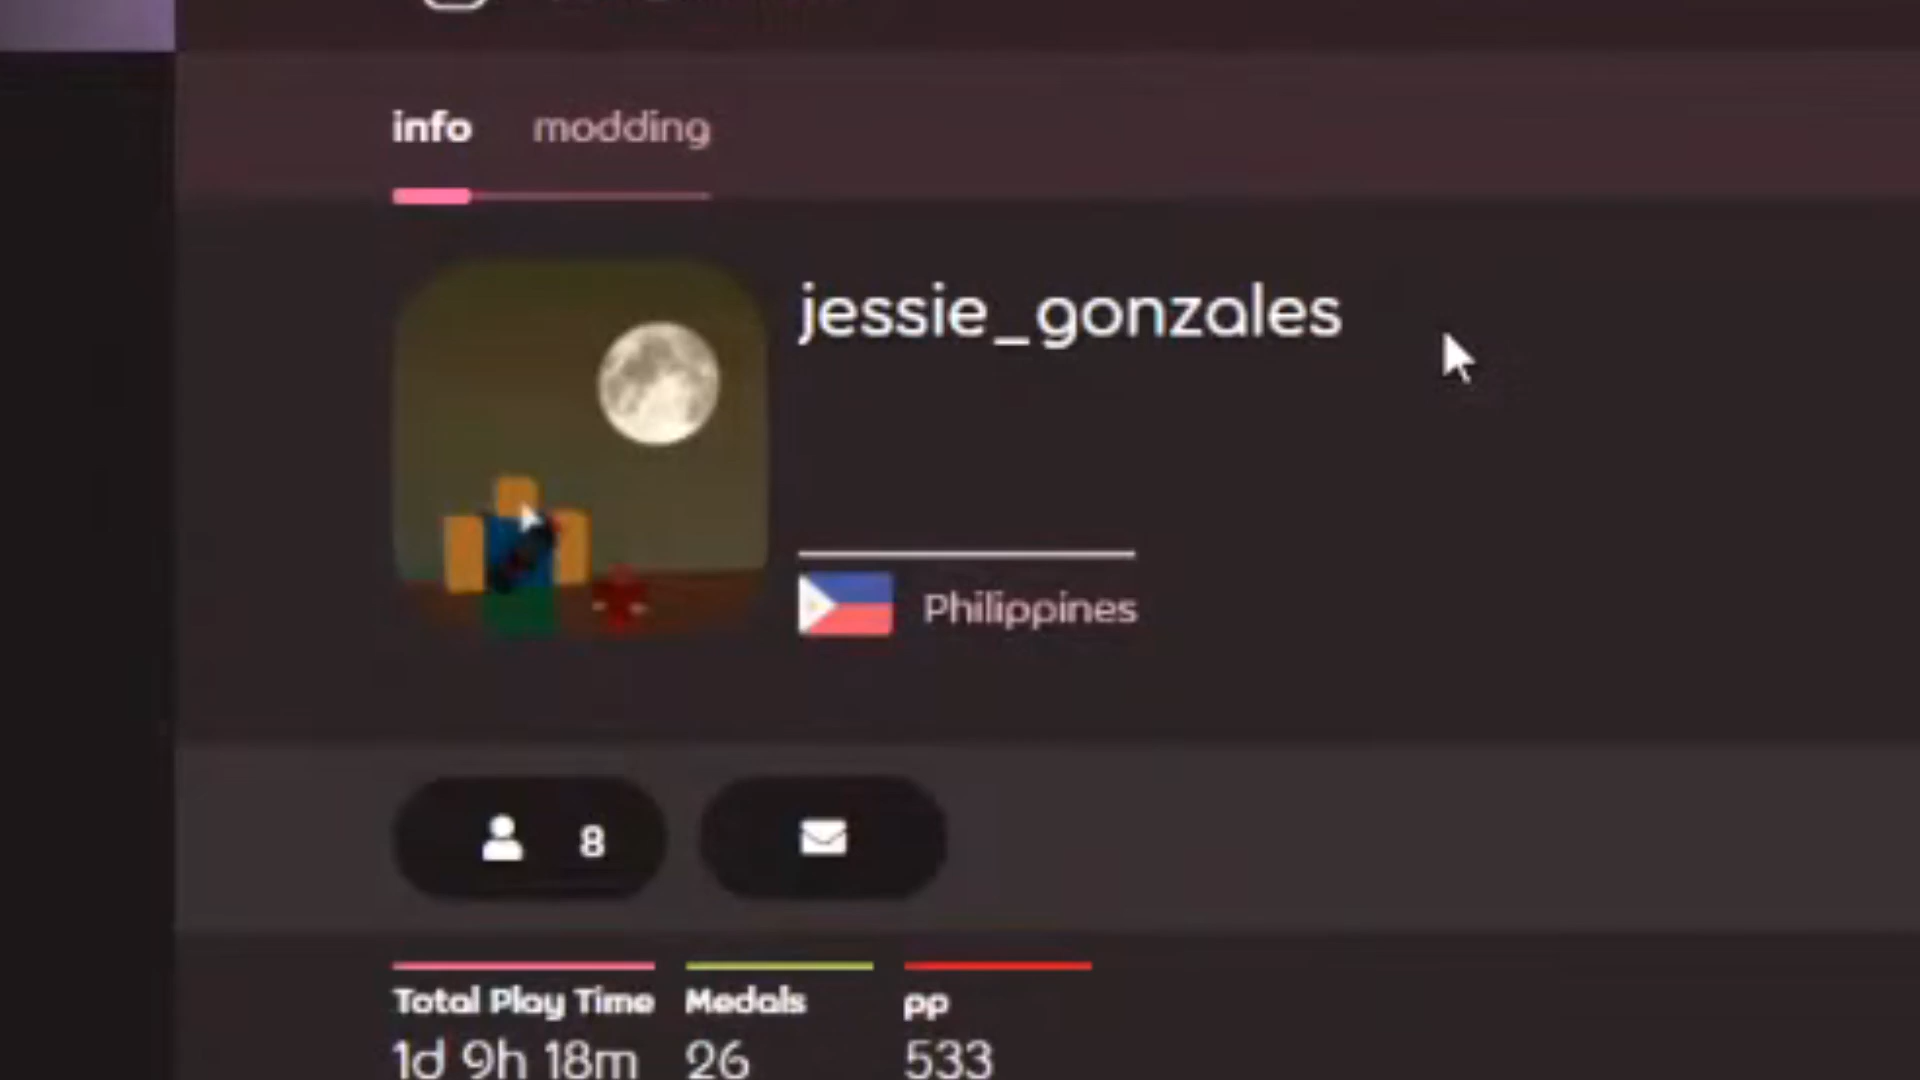 info modding
jessie_gonzales
Philippines
8
Total Play Time Medals pp
1d 9h 18m 26 533